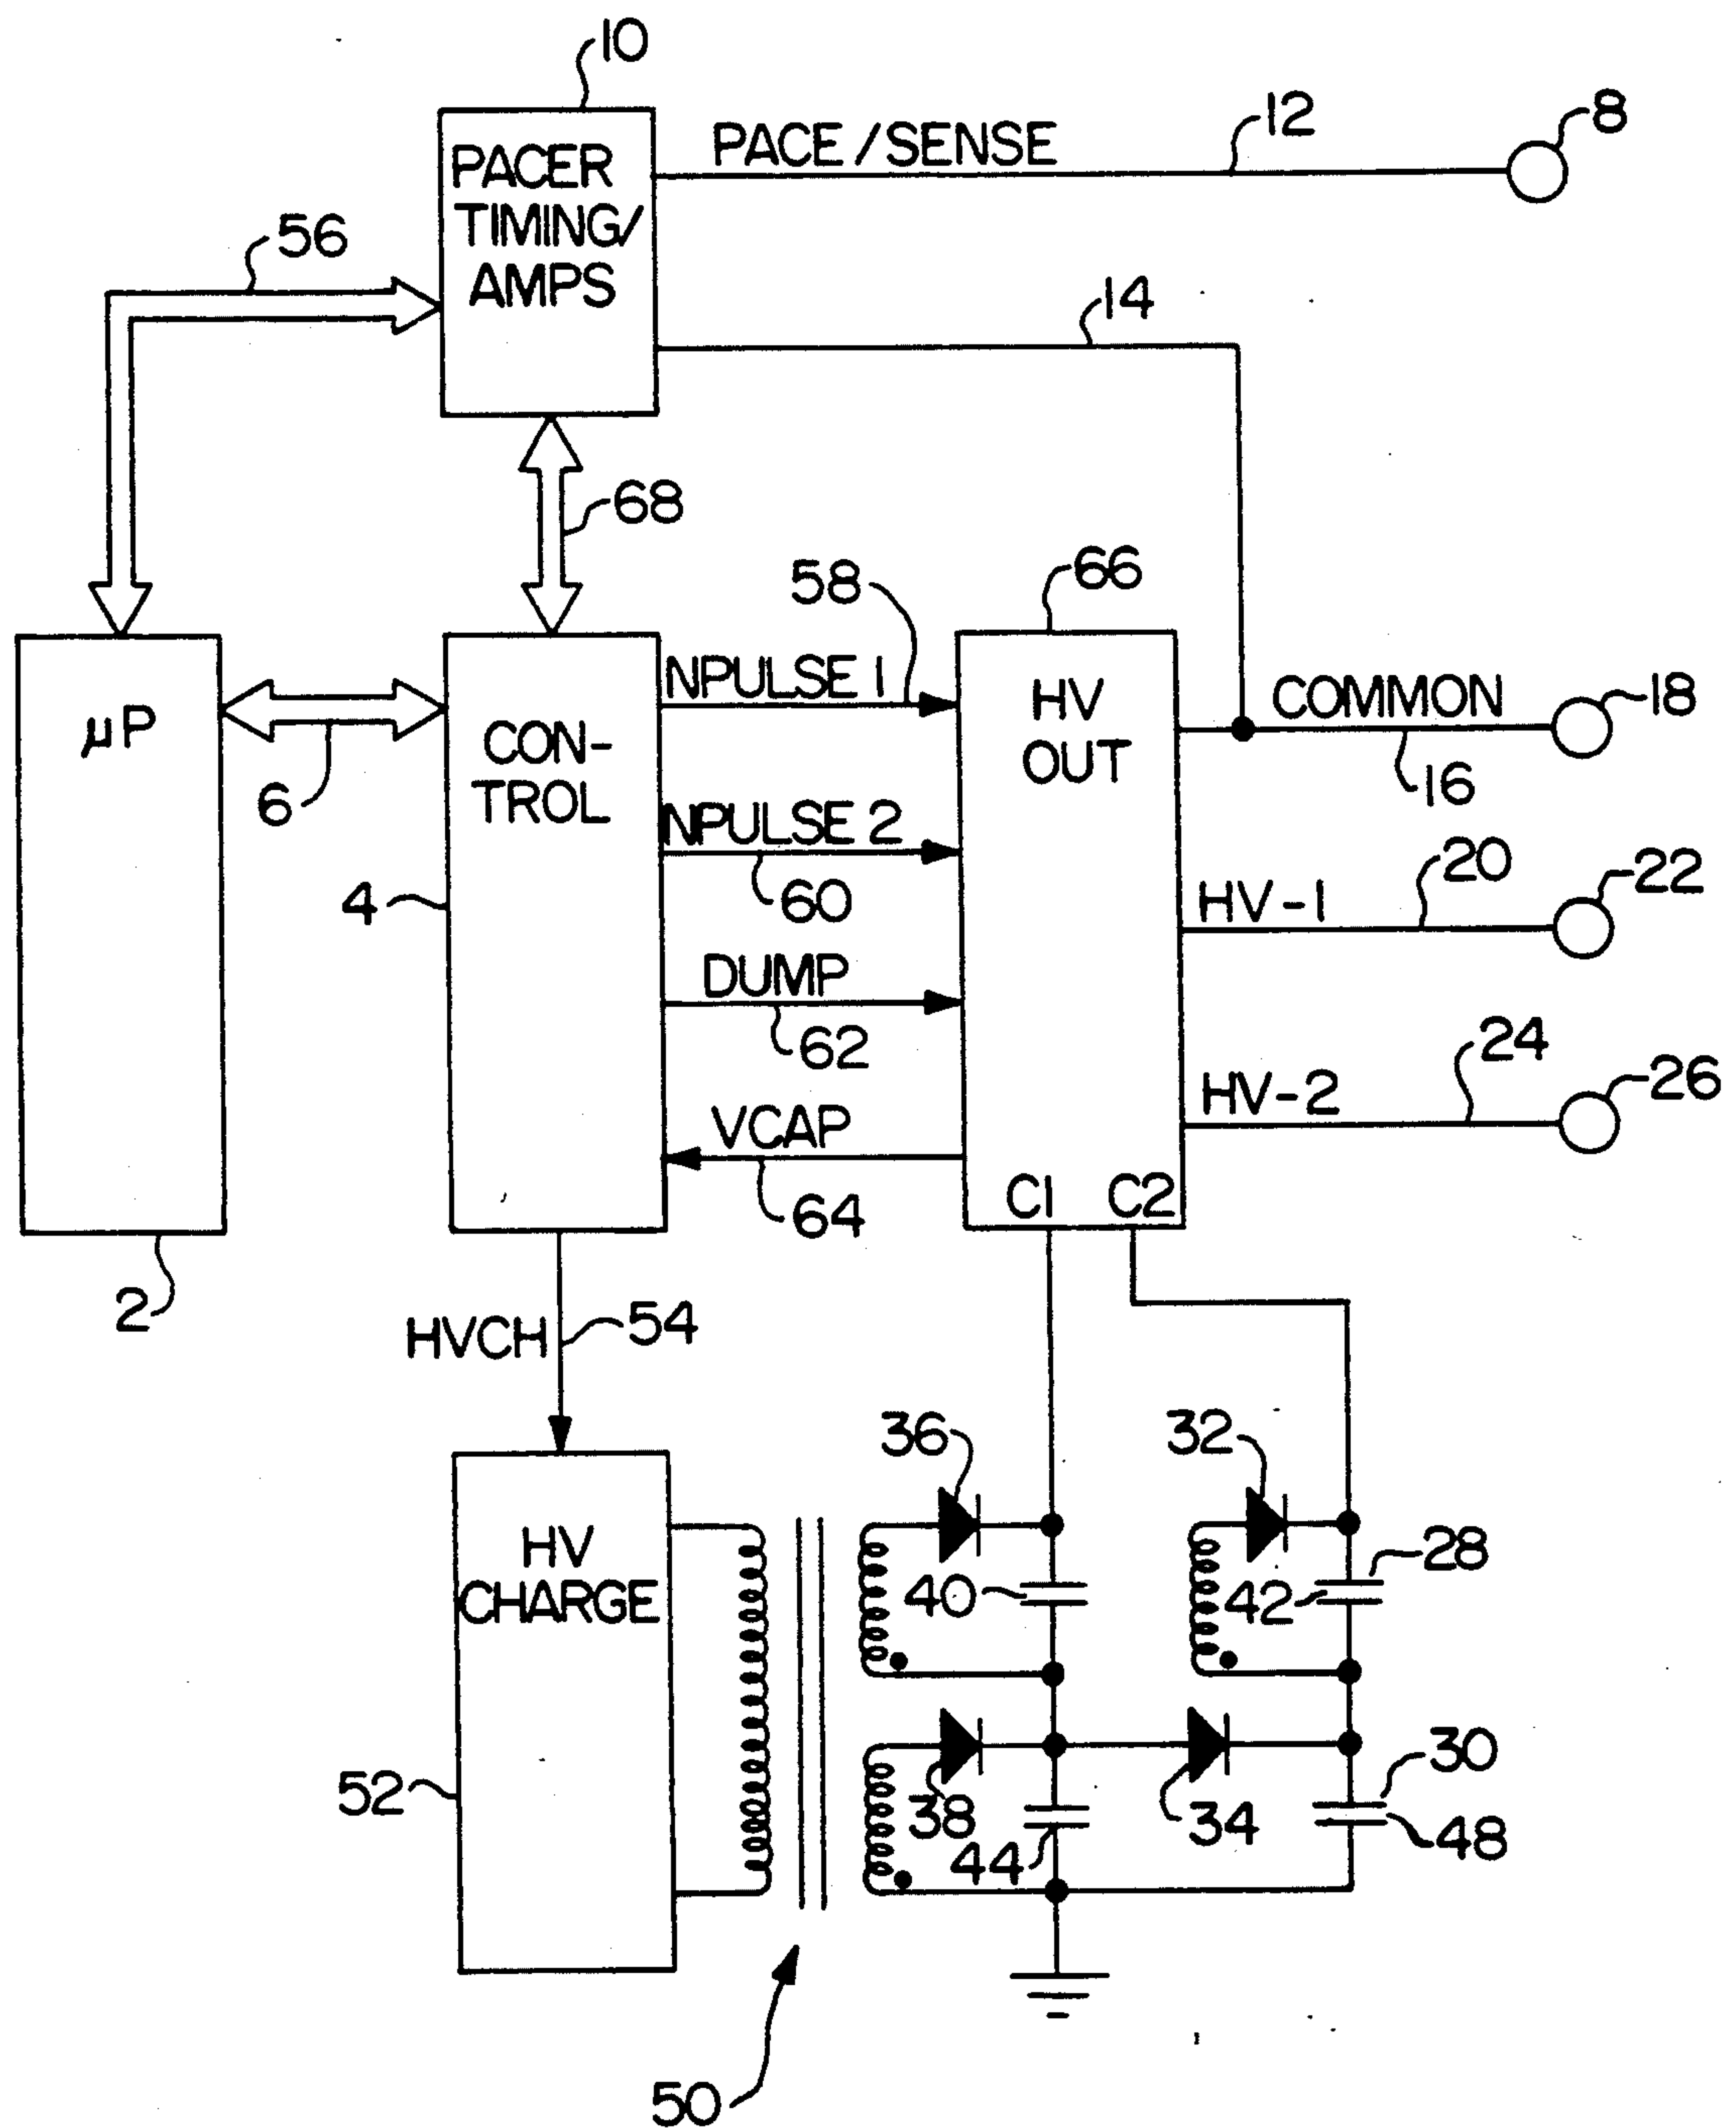 10
PACER
TIMING/
AMPS
PACE/SENSE
12
8
56
14
68
58
66
µP
6
CON-
TROL
NPULSE 1
HV
OUT
COMMON
18
16
NPULSE 2
60
4
HV-1
20
22
DUMP
62
HV-2
24
26
VCAP
64
C1
C2
2
HVCH
54
36
32
HV
CHARGE
40
42
28
52
38
44
34
30
48
50